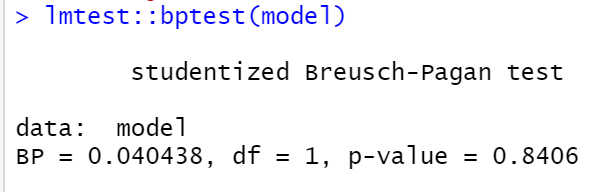 > lmtest::bptest(model)
studentized Breusch-Pagan test
data: model
BP = 0.040438, df = 1, p-value = 0.8406